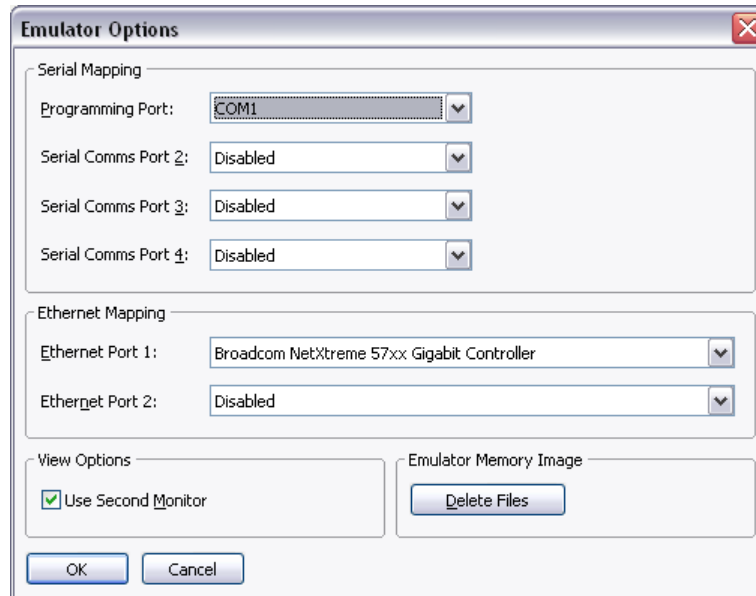 Emulator Options
Serial Mapping
Programming Port: COM1
Serial Comms Port 2: Disabled
Serial Comms Port 3: Disabled
Serial Comms Port 4: Disabled
Ethernet Mapping
Ethernet Port 1: Broadcom NetXtreme 57xx Gigabit Controller
Ethernet Port 2: Disabled
View Options
Use Second Monitor
Emulator Memory Image
Delete Files
OK Cancel